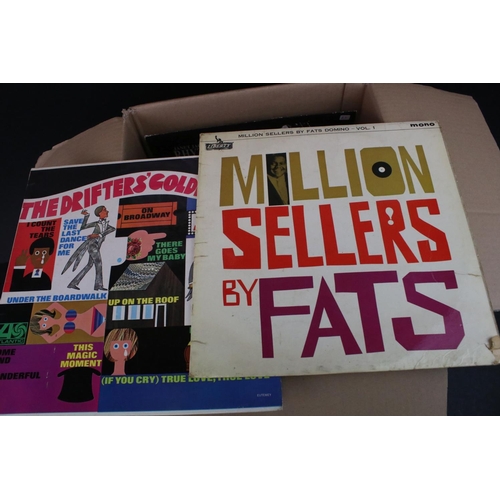 MILLION SELLERS BY FATS DOMINO - VOL. 1
mono
LIBERTY
MILLION
SELLERS
BY FATS
THE DRIFTERS' GOLD
I COUNT
THE
TEARS
SAVE
THE
LAST
DANCE
FOR
ME
ON
BROADWAY
THERE
GOES
MY BABY
UNDER THE BOARDWALK
UP ON THE ROOF
ATLANTIC
THIS
MAGIC
MOMENT
(IF YOU CRY) TRUE LOVE, TRUE LOVE